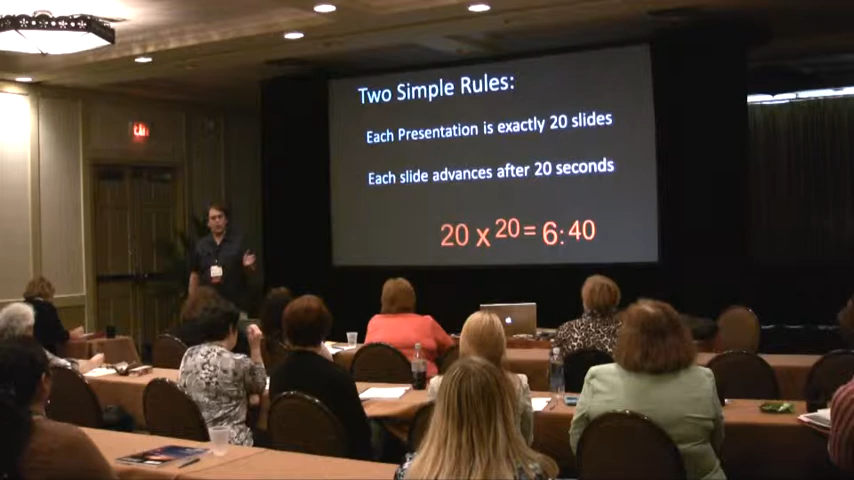 Two Simple Rules:
Each Presentation is exactly 20 slides
Each slide advances after 20 seconds
20 x 20 = 6:40
EXIT